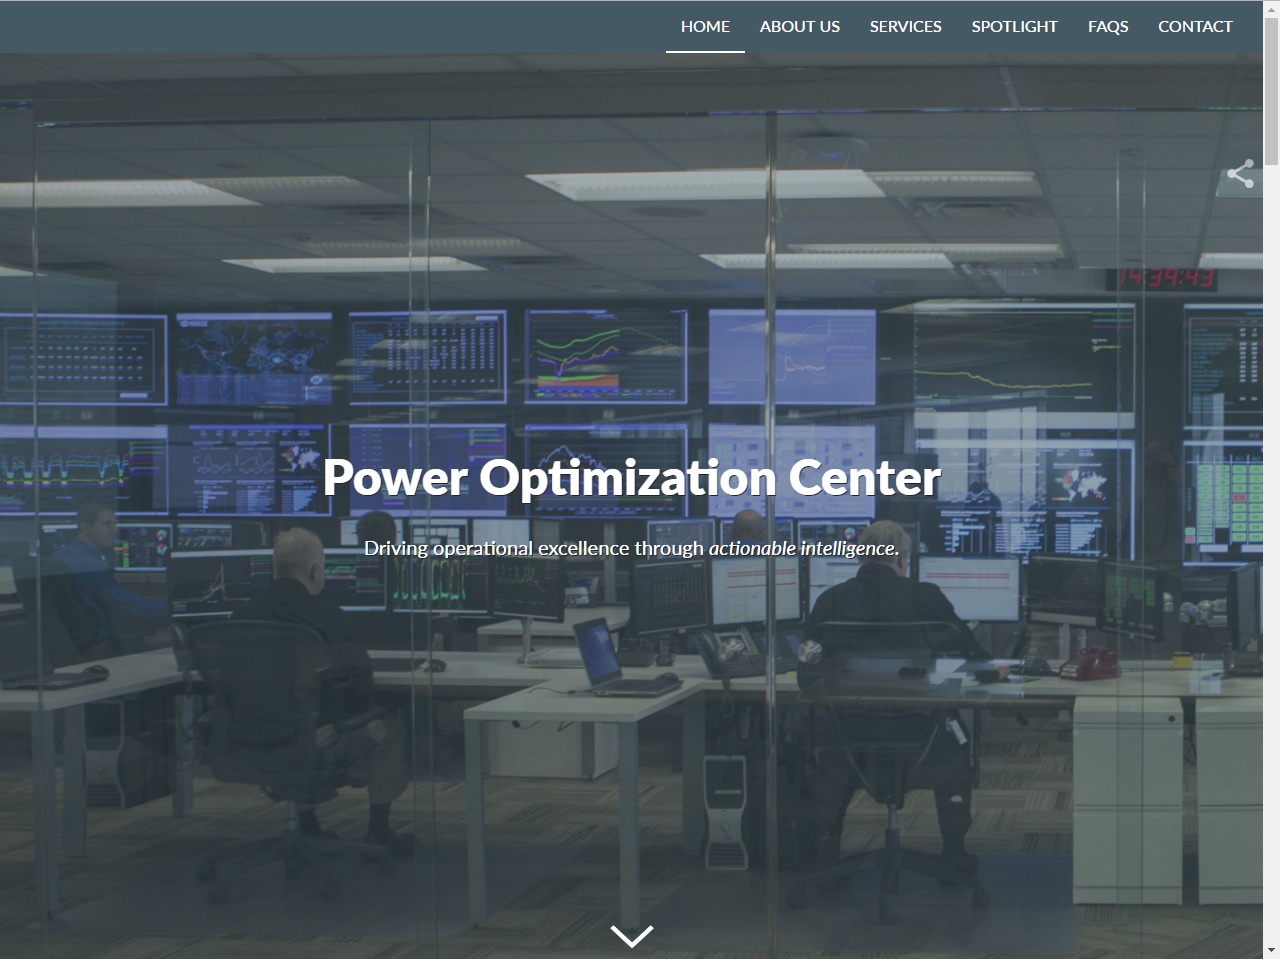 HOME ABOUT US SERVICES SPOTLIGHT FAQS CONTACT
14:39:43
Power Optimization Center
Driving operational excellence through actionable intelligence.